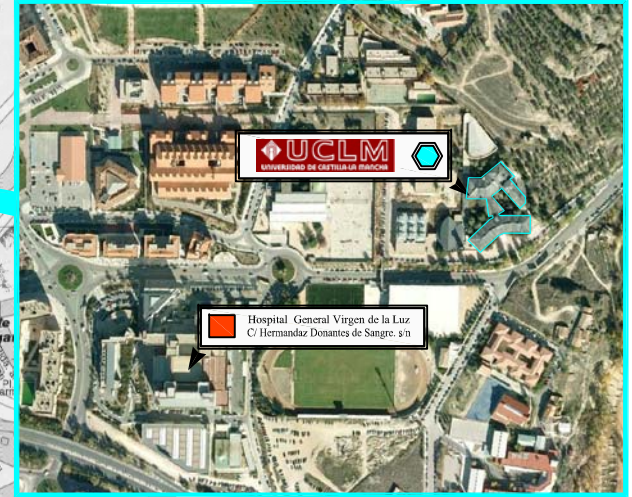 UCLM
UNIVERSIDAD DE CASTILLA-LA MANCHA
Hospital General Virgen de la Luz
C/ Hermandaz Donantes de Sangre. s/n